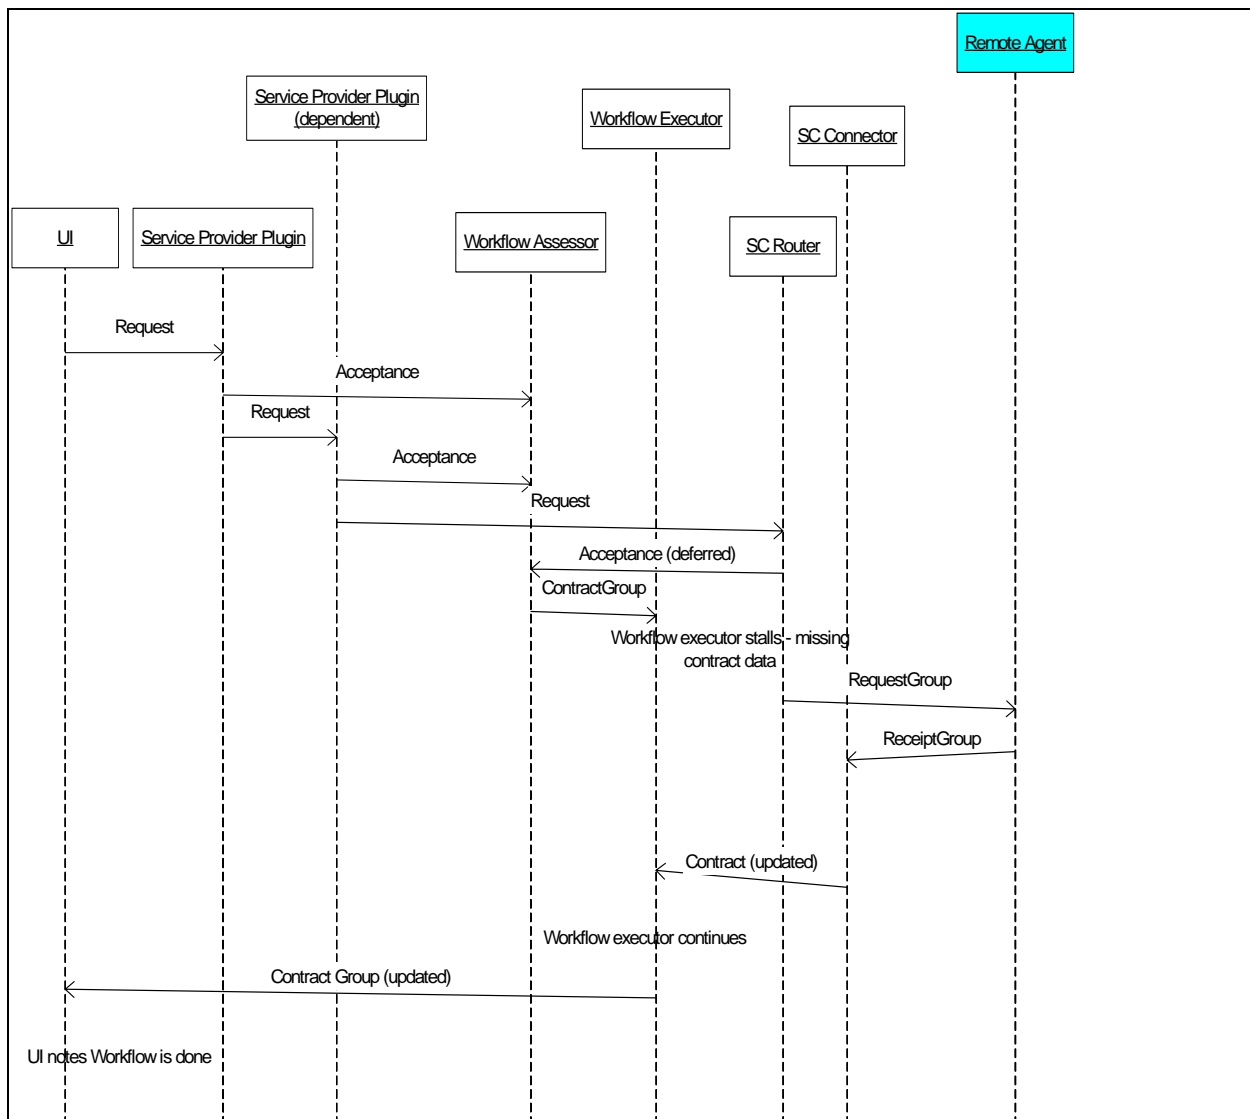 Remote Agent
Service Provider Plugin
(dependent)
Workflow Executor
SC Connector
UI
Service Provider Plugin
Workflow Assessor
SC Router
Request
Acceptance
Request
Acceptance
Request
Acceptance (deferred)
ContractGroup
Workflow executor stalls - missing
contract data
RequestGroup
ReceiptGroup
Contract (updated)
Workflow executor continues
Contract Group (updated)
UI notes Workflow is done